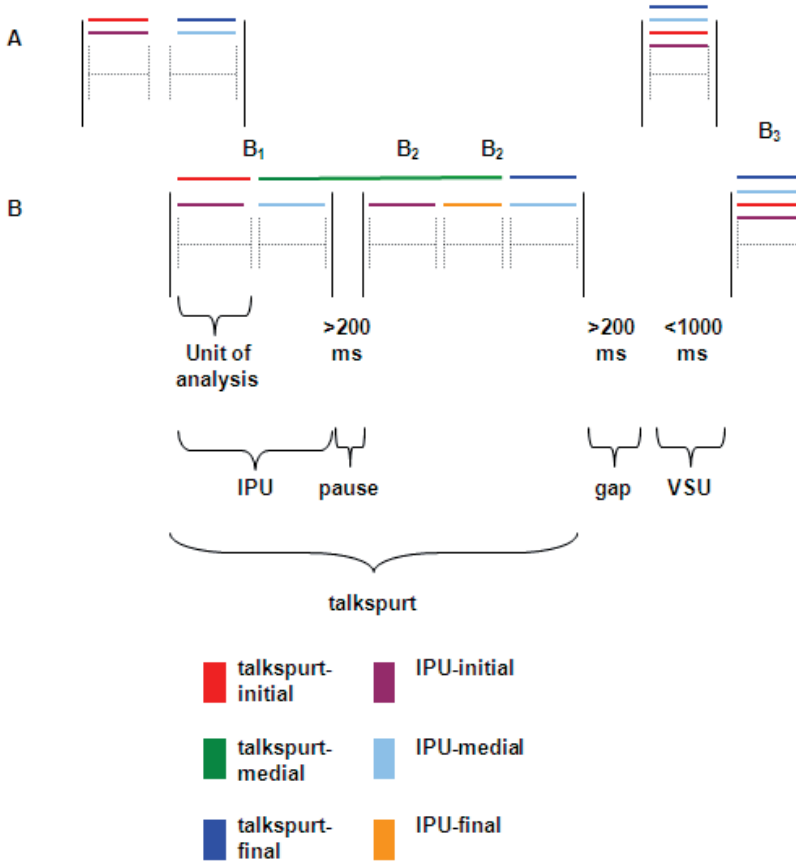 A
B₁ B₂ B₂ B₃
B
>200 >200 <1000
ms ms ms
Unit of
analysis
IPU pause gap VSU
talkspurt
talkspurt- IPU-initial
initial
talkspurt- IPU-medial
medial
talkspurt- IPU-final
final